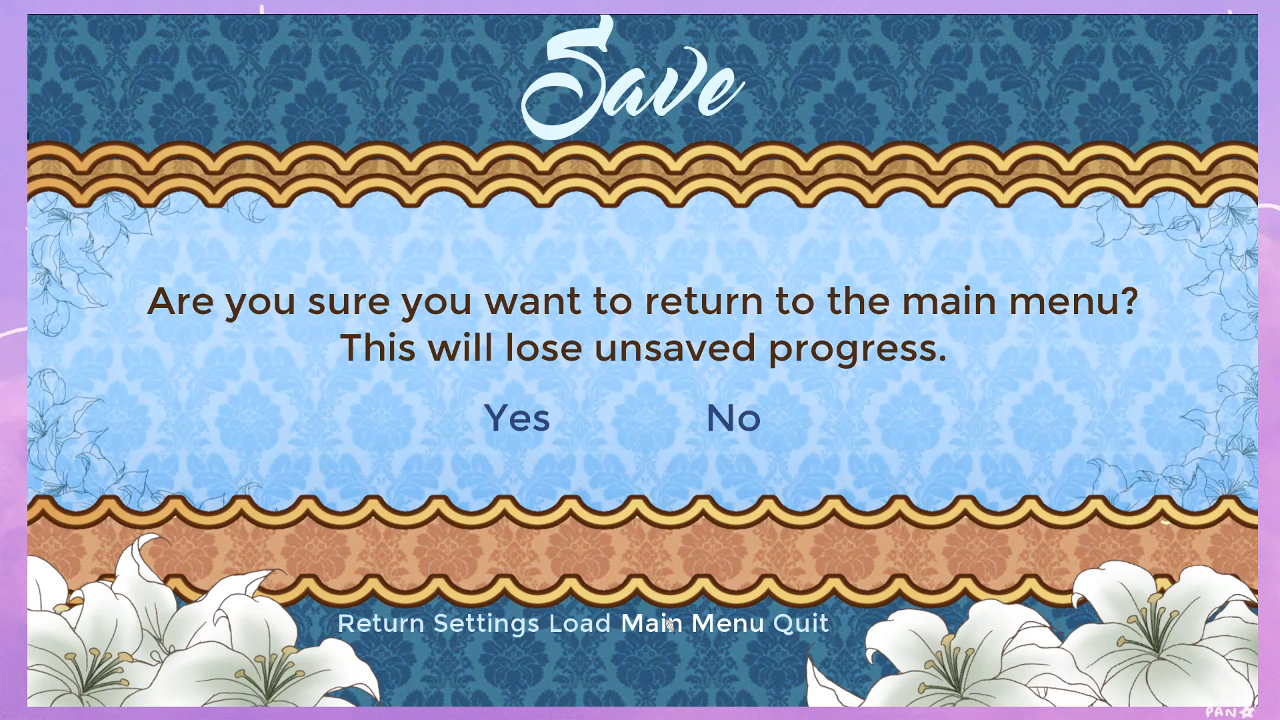 Save
Are you sure you want to return to the main menu?
This will lose unsaved progress.
Yes No
Return Settings Load Main Menu Quit
PAN